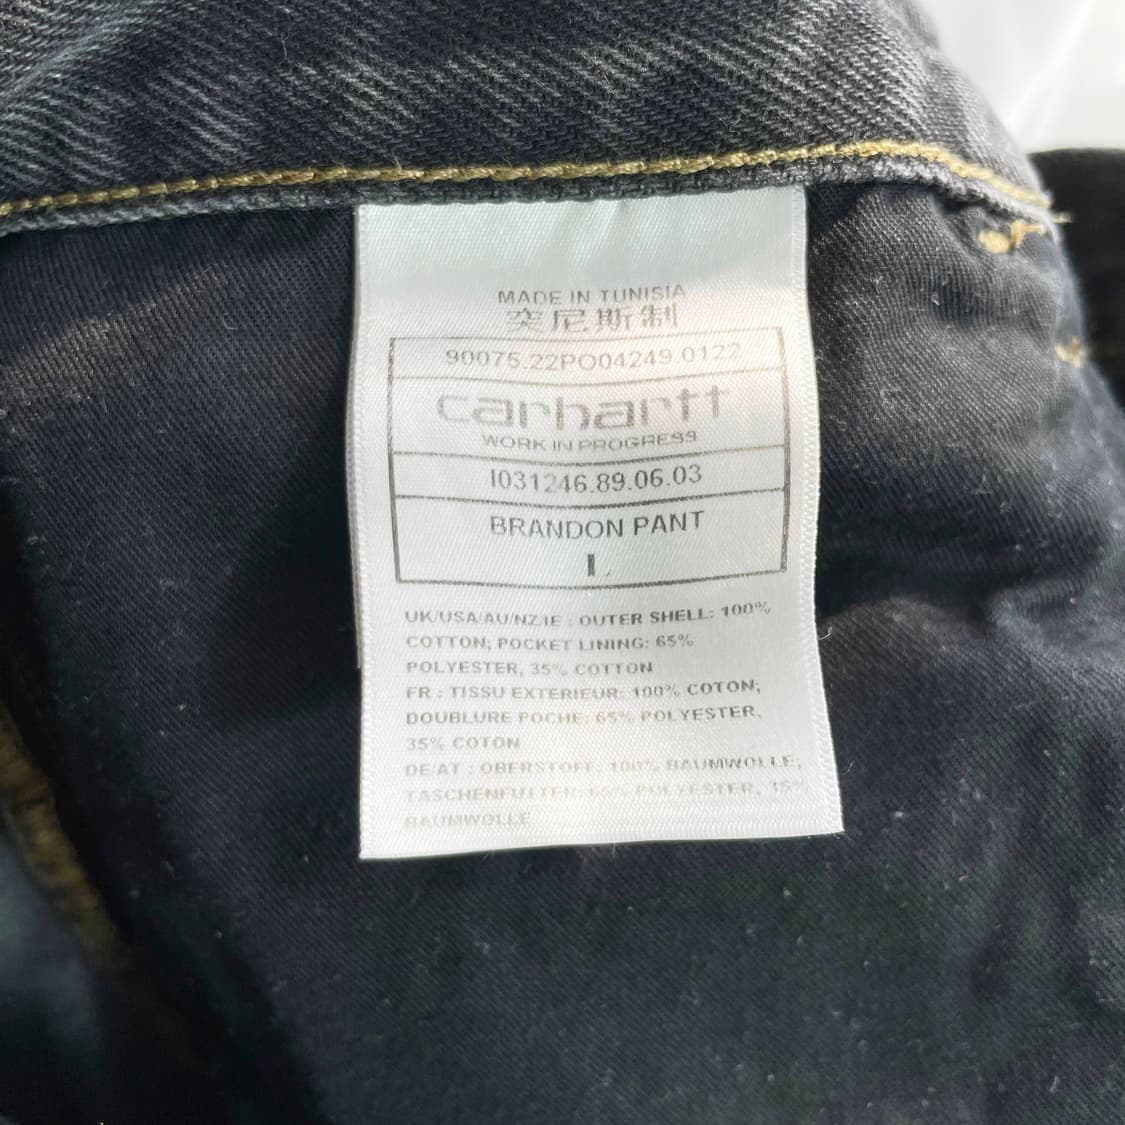 MADE IN TUNISIA
突尼斯制
90075.22PO04249.0122
carhartt
WORK IN PROGRESS
I031246.89.06.03
BRANDON PANT
L
UK/USA/AU/NZ/IE : OUTER SHELL: 100%
COTTON; POCKET LINING: 65%
POLYESTER, 35% COTTON
FR : TISSU EXTERIEUR: 100% COTON;
DOUBLURE POCHE: 65% POLYESTER,
35% COTON
DE/AT : OBERSTOFF: 100% BAUMWOLLE;
TASCHENFUTTER: 65% POLYESTER, 35%
BAUMWOLLE